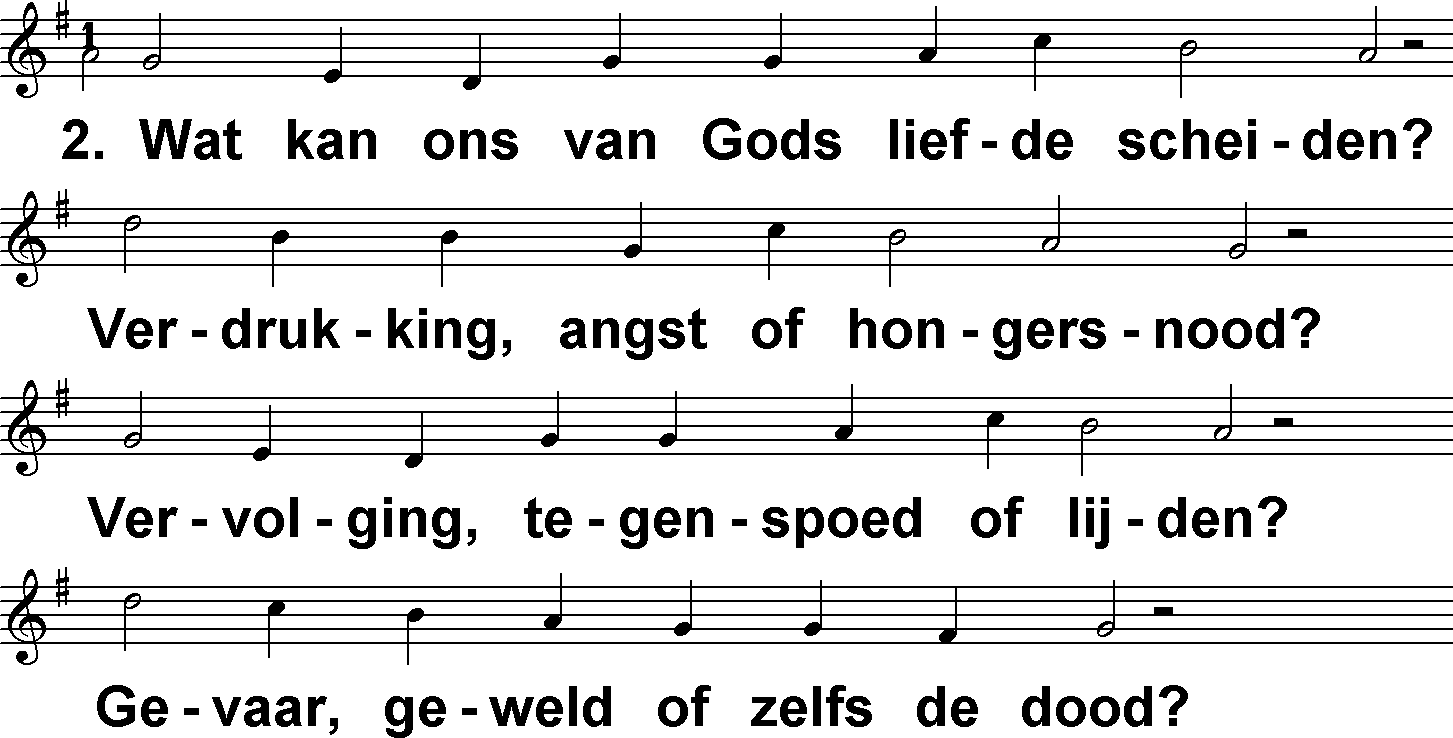 1
2. Wat kan ons van Gods lief - de schei - den?
Ver - druk - king, angst of hon - gers - nood?
Ver - vol - ging, te - gen - spoed of lij - den?
Ge - vaar, ge - weld of zelfs de dood?